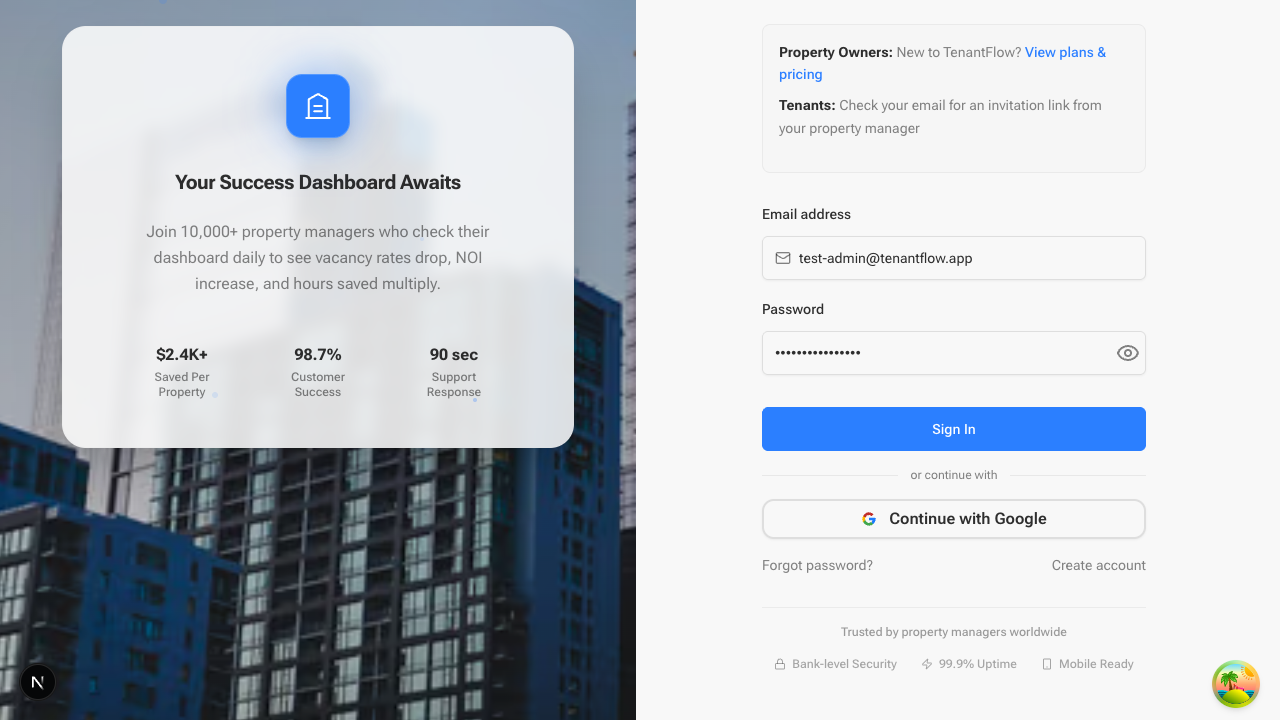 Your Success Dashboard Awaits
Join 10,000+ property managers who check their
dashboard daily to see vacancy rates drop, NOI
increase, and hours saved multiply.
$2.4K+
Saved Per
Property
98.7%
Customer
Success
90 sec
Support
Response
N
Property Owners: New to TenantFlow? View plans &
pricing
Tenants: Check your email for an invitation link from
your property manager
Email address
test-admin@tenantflow.app
Password
••••••••••••••••
Sign In
or continue with
G Continue with Google
Forgot password? Create account
Trusted by property managers worldwide
Bank-level Security 99.9% Uptime Mobile Ready